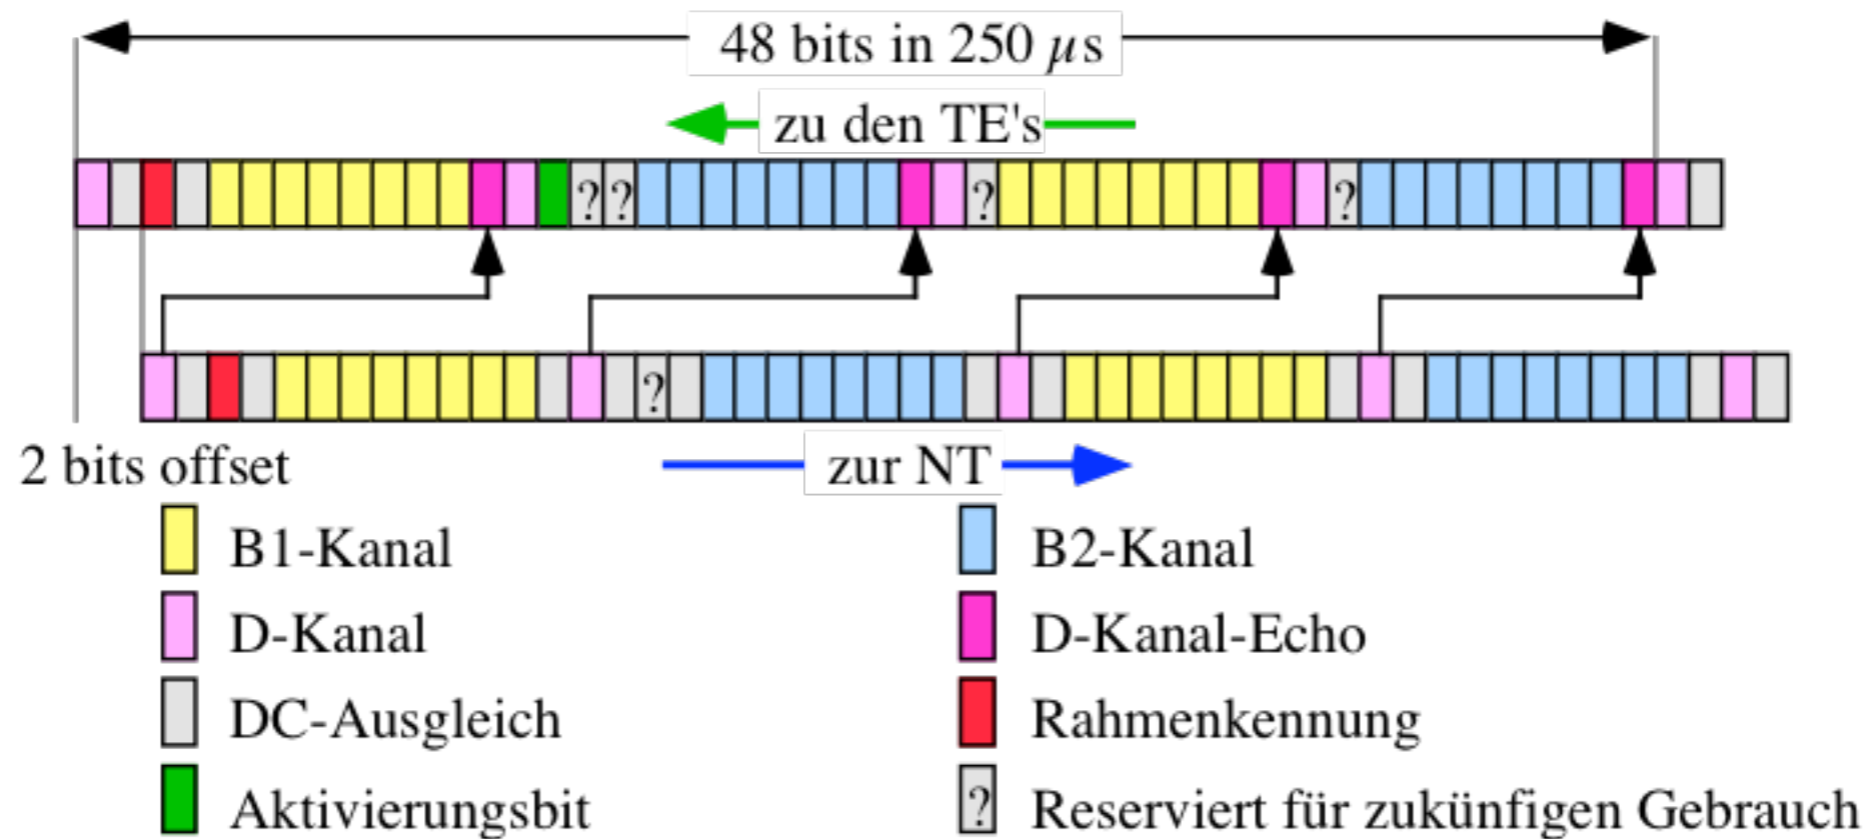 48 bits in 250 µs
zu den TE's
? ? ? ?
?
2 bits offset
zur NT
B1-Kanal B2-Kanal
D-Kanal D-Kanal-Echo
DC-Ausgleich Rahmenkennung
Aktivierungsbit ? Reserviert für zukünfigen Gebrauch